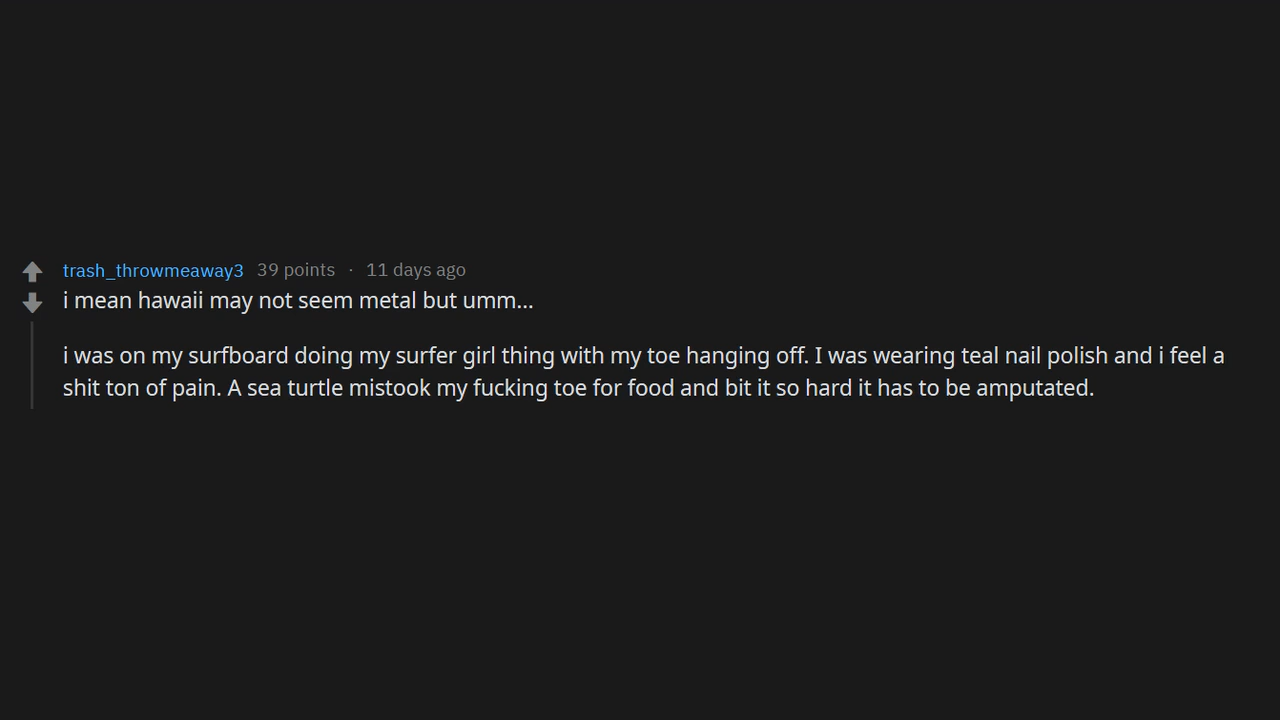 trash_throwmeaway3 39 points · 11 days ago
i mean hawaii may not seem metal but umm...
i was on my surfboard doing my surfer girl thing with my toe hanging off. I was wearing teal nail polish and i feel a
shit ton of pain. A sea turtle mistook my fucking toe for food and bit it so hard it has to be amputated.